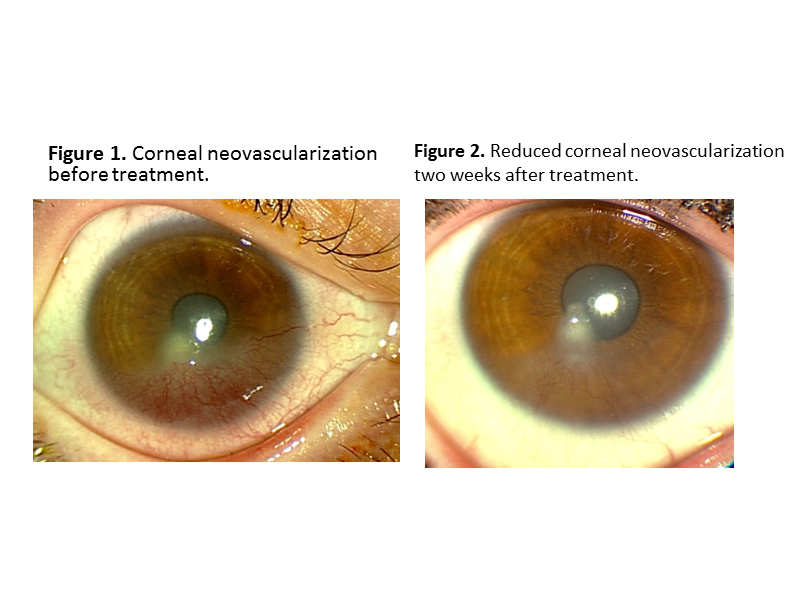 Figure 1. Corneal neovascularization
before treatment.
Figure 2. Reduced corneal neovascularization
two weeks after treatment.